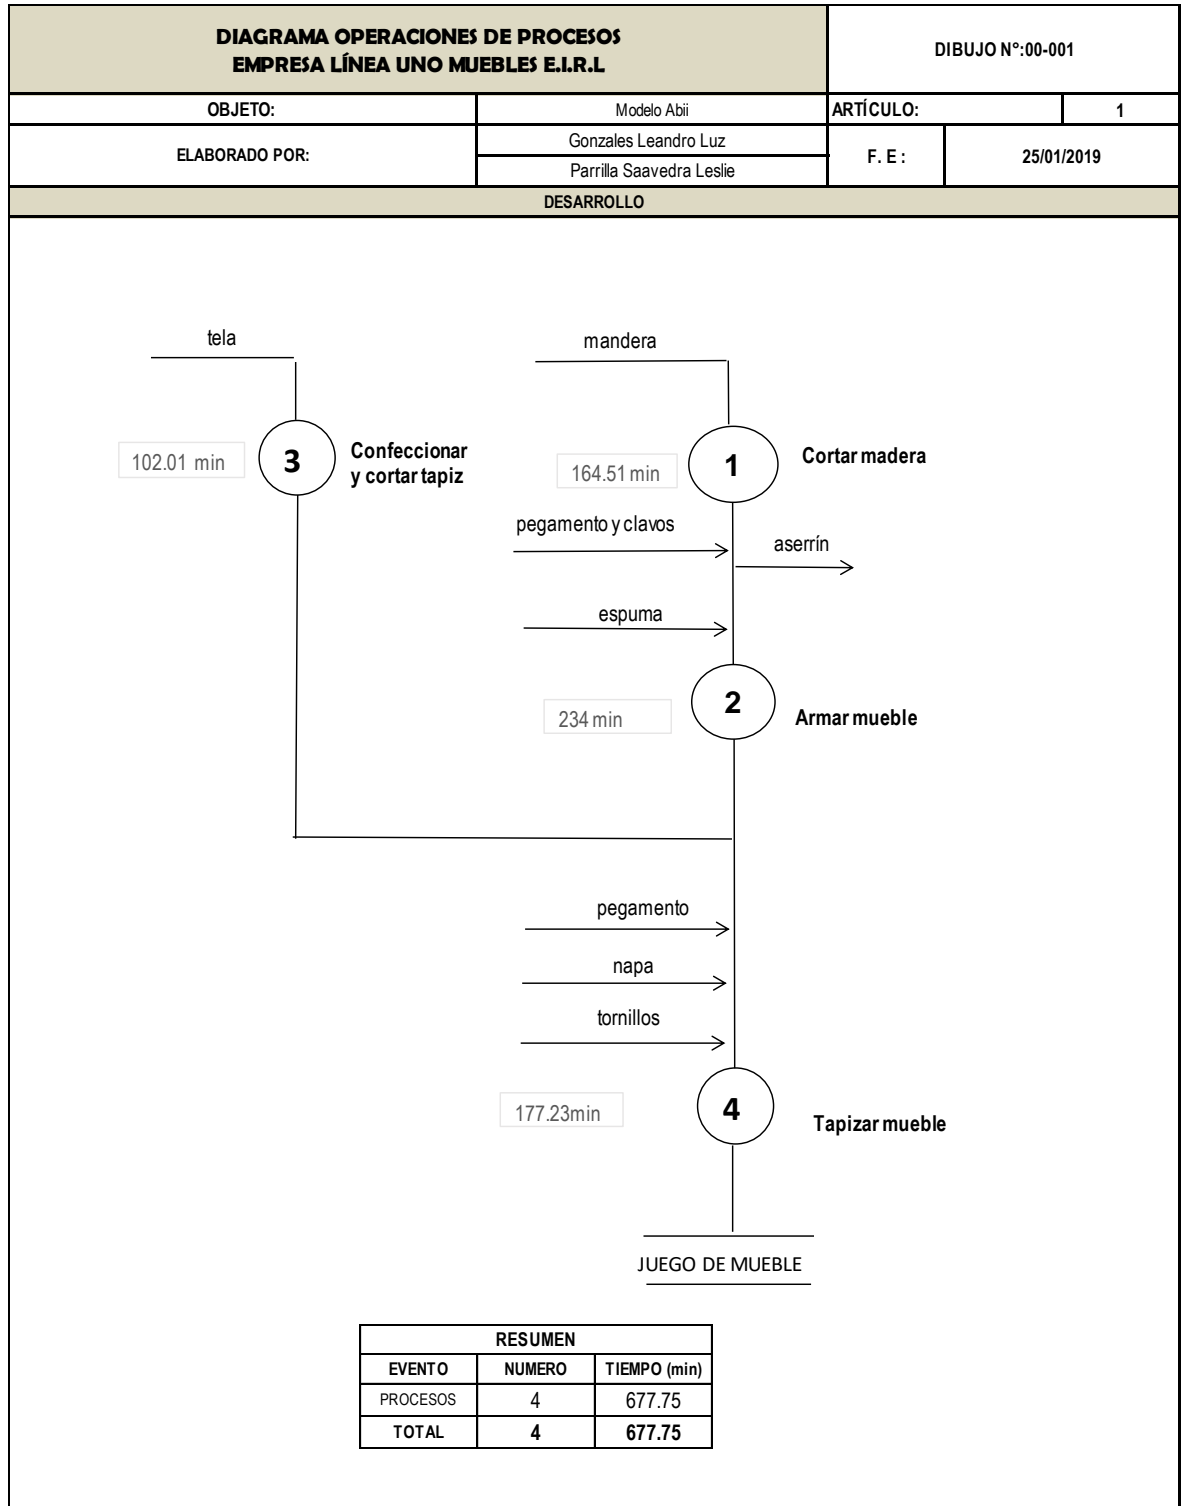 DIAGRAMA OPERACIONES DE PROCESOS
EMPRESA LÍNEA UNO MUEBLES E.I.R.L
DIBUJO N°:00-001
OBJETO:
Modelo Abii
ARTÍCULO:
1
ELABORADO POR:
Gonzales Leandro Luz
Parrilla Saavedra Leslie
F. E :
25/01/2019
DESARROLLO
tela
mandera
102.01 min
3
Confeccionar
y cortar tapiz
164.51 min
1
Cortar madera
pegamento y clavos
aserrín
espuma
234 min
2
Armar mueble
pegamento
napa
tornillos
177.23min
4
Tapizar mueble
JUEGO DE MUEBLE
RESUMEN
EVENTO NUMERO TIEMPO (min)
PROCESOS 4 677.75
TOTAL 4 677.75